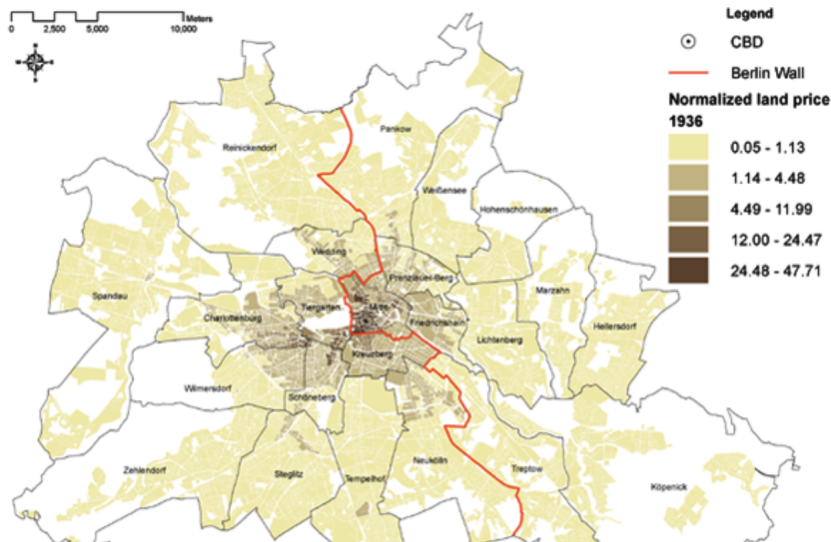 Meters
0 2,500 5,000 10,000
N
W E
S
Legend
CBD
Berlin Wall
Normalized land price
1936
0.05 - 1.13
1.14 - 4.48
4.49 - 11.99
12.00 - 24.47
24.48 - 47.71
Pankow
Reinickendorf
Weißensee
Hohenschönhausen
Wedding
Prenzlauer Berg
Marzahn
Spandau
Tiergarten
Mitte
Charlottenburg
Friedrichshain
Hellersdorf
Lichtenberg
Kreuzberg
Wilmersdorf
Schöneberg
Zehlendorf
Steglitz
Tempelhof
Neukölln
Treptow
Köpenick